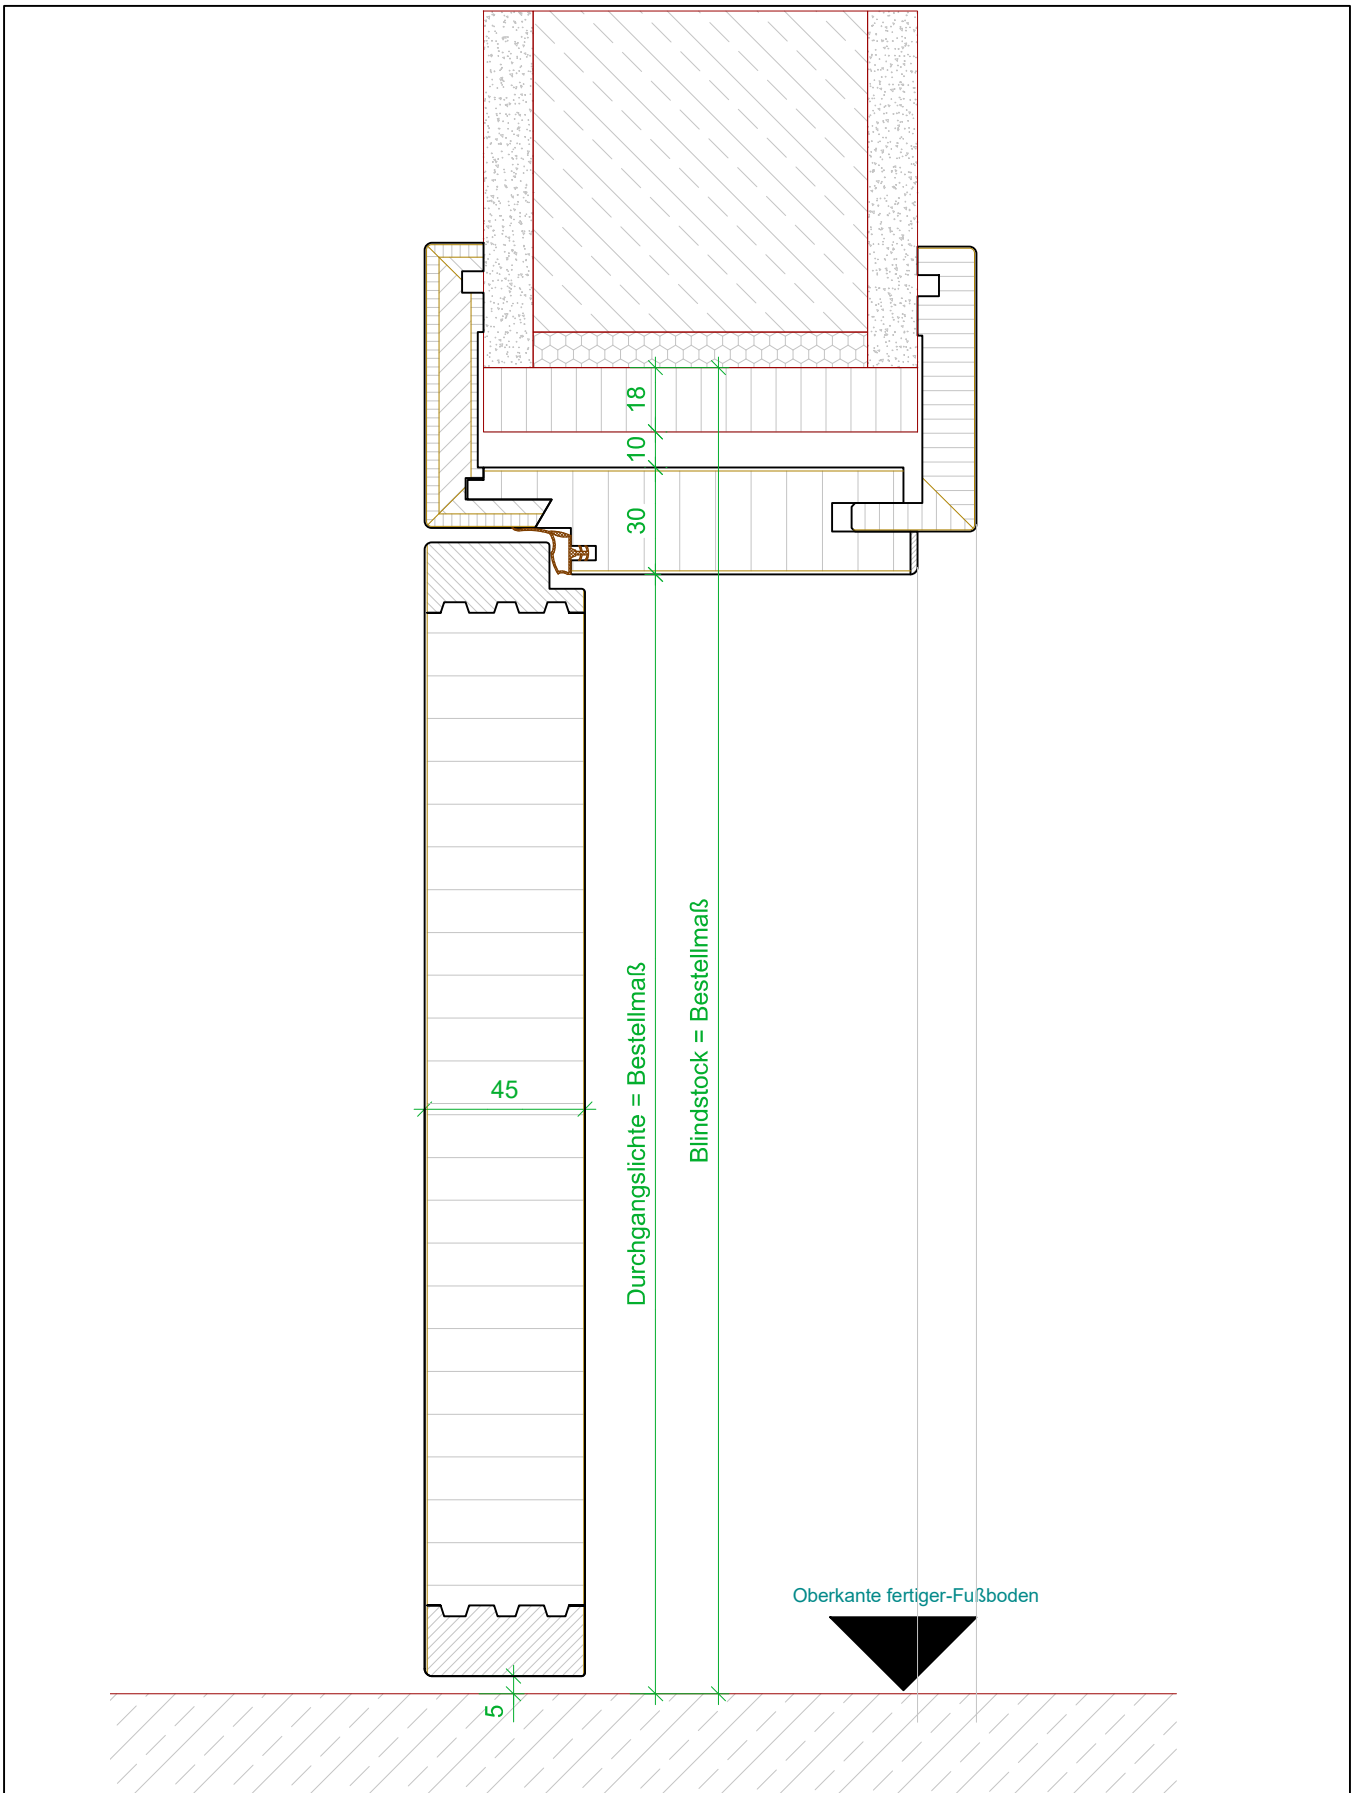 18
10
30
Durchgangslichte = Bestellmaß
Blindstock = Bestellmaß
45
Oberkante fertiger-Fußboden
5